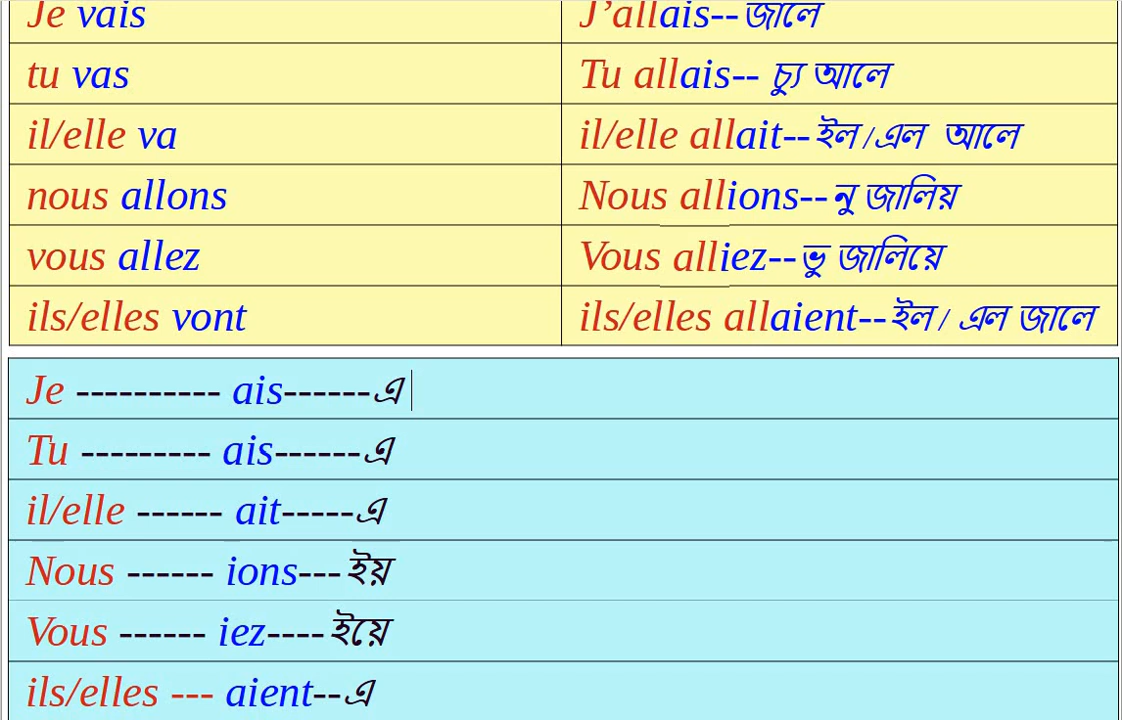 Je vais J'allais--জালে
tu vas Tu allais-- চ্যু আলে
il/elle va il/elle allait--ইল/এল আলে
nous allons Nous allions--নু জালিয়
vous allez Vous alliez--ভু জালিয়ে
ils/elles vont ils/elles allaient--ইল/ এল জালে
Je ---------- ais------এ
Tu --------- ais------এ
il/elle ------ ait-----এ
Nous ------ ions---ইয়
Vous ------ iez----ইয়ে
ils/elles --- aient--এ